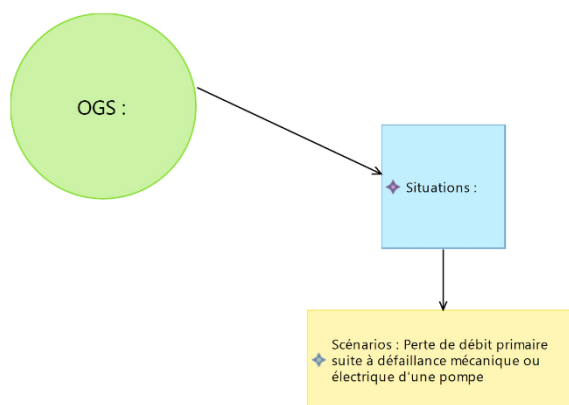 OGS :
Situations :
Scénarios : Perte de débit primaire
suite à défaillance mécanique ou
électrique d'une pompe